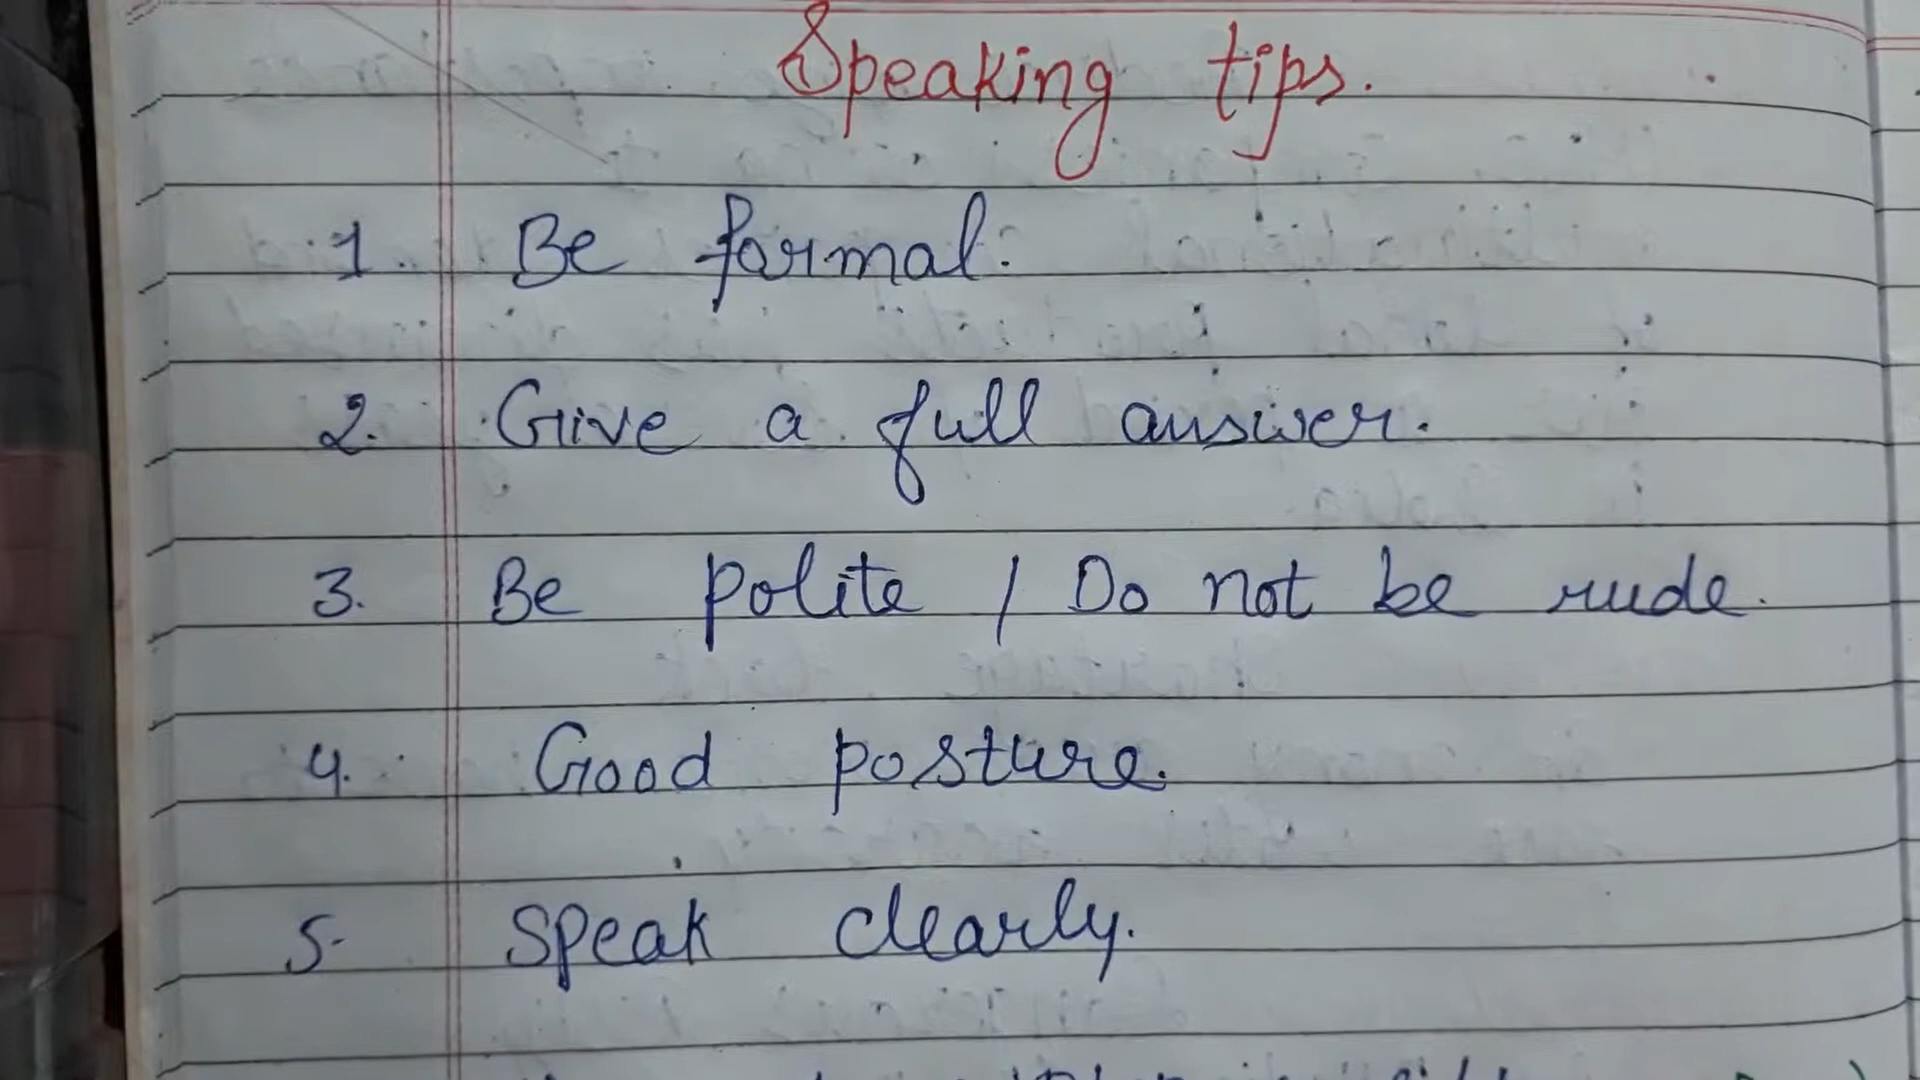 Speaking tips.
1. Be formal.
2. Give a full answer.
3. Be polite / Do not be rude.
4. Good posture.
5. Speak clearly.